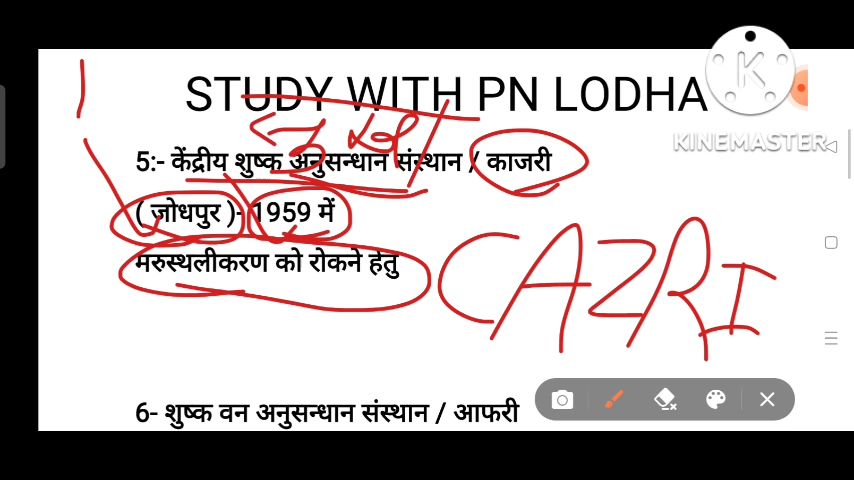 STUDY WITH PN LODHA
K
KINEMASTER
5:- केंद्रीय शुष्क अनुसन्धान संस्थान / काजरी
( जोधपुर )- 1959 में
मरुस्थलीकरण को रोकने हेतु
CAZRI
6- शुष्क वन अनुसन्धान संस्थान / आफरी